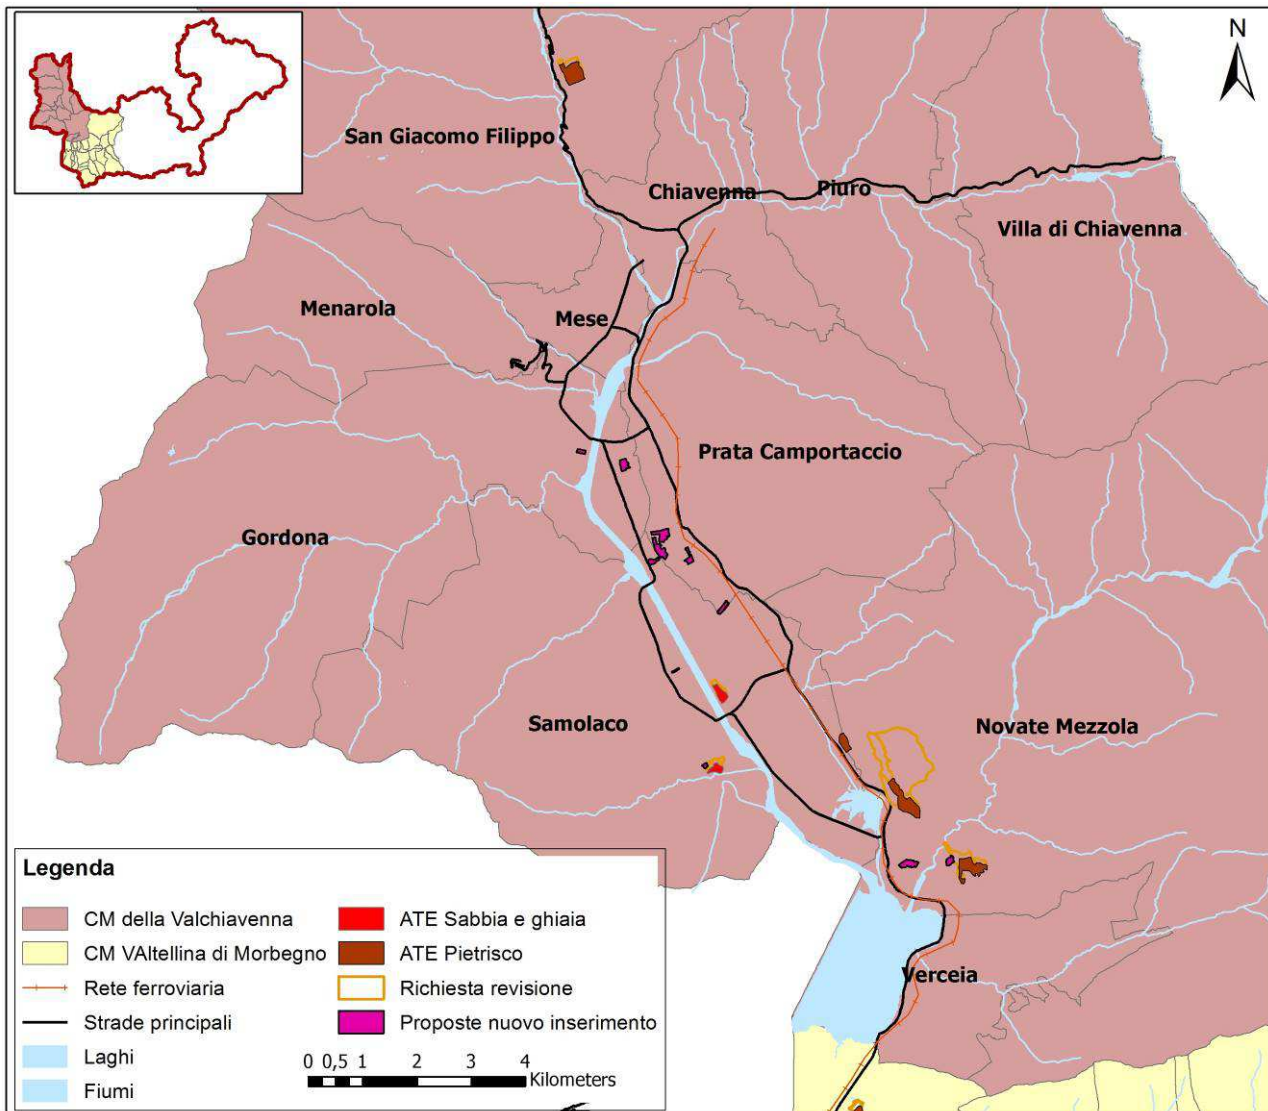 N
San Giacomo Filippo
Chiavenna
Piuro
Villa di Chiavenna
Menarola
Mese
Prata Camportaccio
Gordona
Samolaco
Novate Mezzola
Verceia
Legenda
CM della Valchiavenna
CM VAltellina di Morbegno
Rete ferroviaria
Strade principali
Laghi
Fiumi
ATE Sabbia e ghiaia
ATE Pietrisco
Richiesta revisione
Proposte nuovo inserimento
0 0,5 1 2 3 4
Kilometers